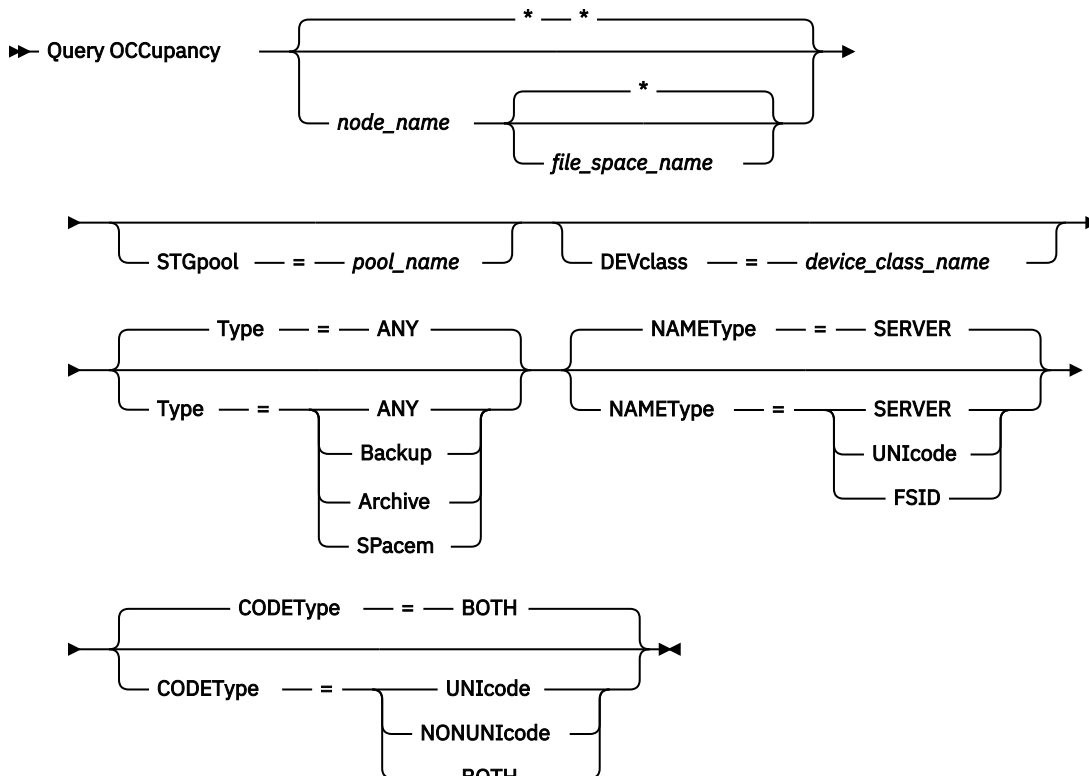 * *
Query OCCupancy
*
node_name
file_space_name
STGpool = pool_name DEVclass = device_class_name
Type = ANY NAMEType = SERVER
Type = ANY NAMEType = SERVER
Backup UNIcode
Archive FSID
SPacem
CODEType = BOTH
CODEType = UNIcode
NONUNIcode
BOTH